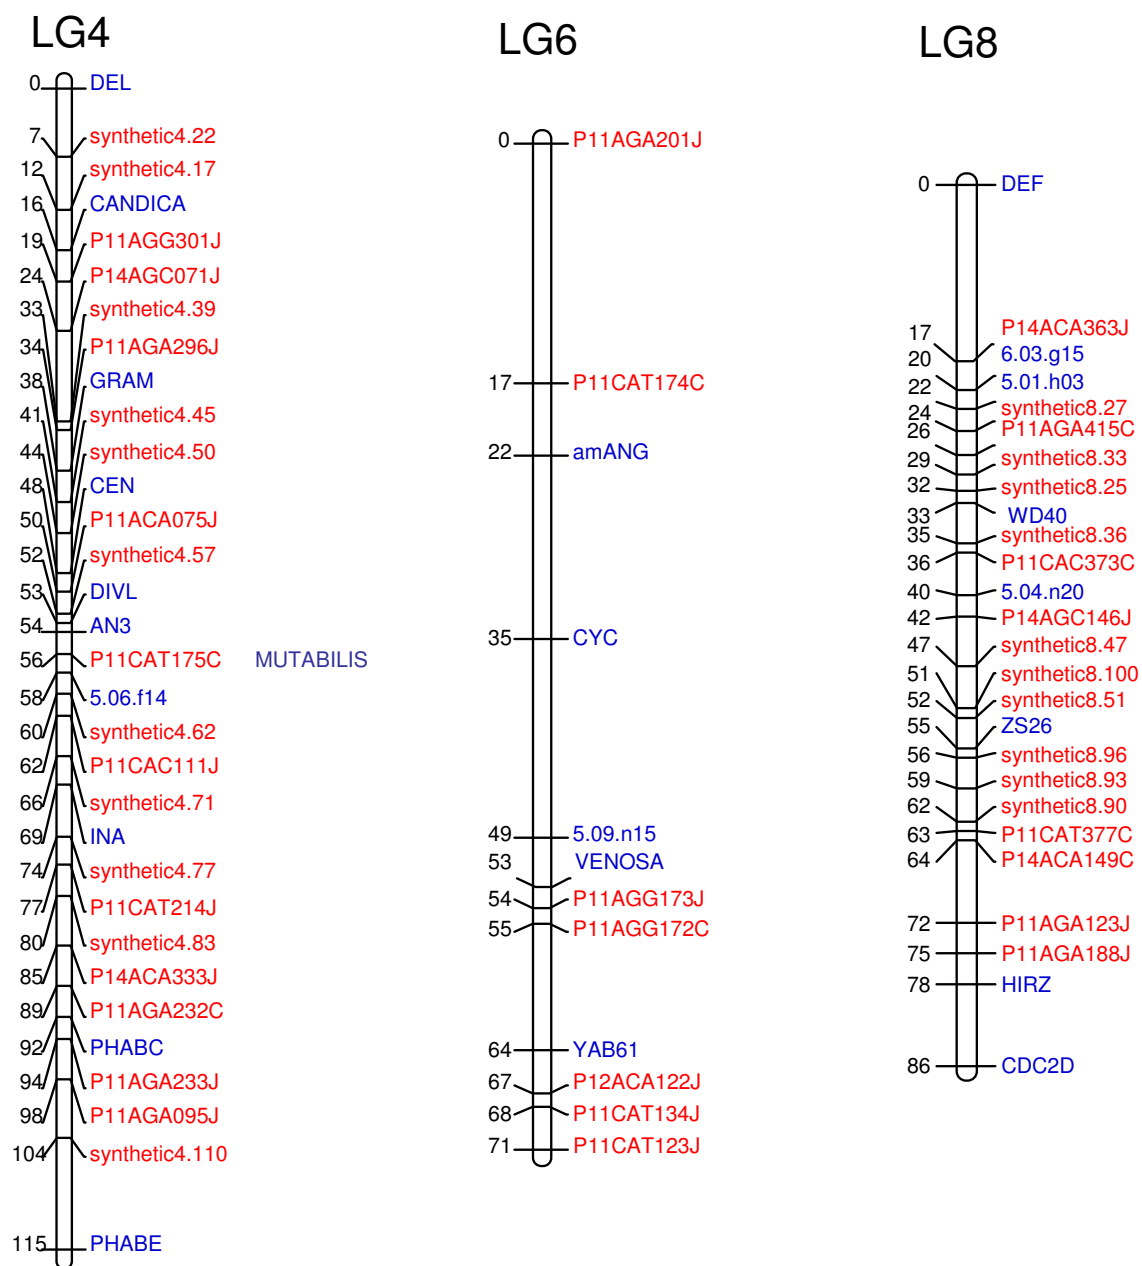 LG4
0 DEL
7 synthetic4.22
12 synthetic4.17
16 CANDICA
19 P11AGG301J
24 P14AGC071J
33 synthetic4.39
34 P11AGA296J
38 GRAM
41 synthetic4.45
44 synthetic4.50
48 CEN
50 P11ACA075J
52 synthetic4.57
53 DIVL
54 AN3
56 P11CAT175C MUTABILIS
58 5.06.f14
60 synthetic4.62
62 P11CAC111J
66 synthetic4.71
69 INA
74 synthetic4.77
77 P11CAT214J
80 synthetic4.83
85 P14ACA333J
89 P11AGA232C
92 PHABC
94 P11AGA233J
98 P11AGA095J
104 synthetic4.110
115 PHABE
LG6
0 P11AGA201J
17 P11CAT174C
22 amANG
35 CYC
49 5.09.n15
53 VENOSA
54 P11AGG173J
55 P11AGG172C
64 YAB61
67 P12ACA122J
68 P11CAT134J
71 P11CAT123J
LG8
0 DEF
17 P14ACA363J
20 6.03.g15
22 5.01.h03
24 synthetic8.27
26 P11AGA415C
29 synthetic8.33
32 synthetic8.25
33 WD40
35 synthetic8.36
36 P11CAC373C
40 5.04.n20
42 P14AGC146J
47 synthetic8.47
51 synthetic8.100
52 synthetic8.51
55 ZS26
56 synthetic8.96
59 synthetic8.93
62 synthetic8.90
63 P11CAT377C
64 P14ACA149C
72 P11AGA123J
75 P11AGA188J
78 HIRZ
86 CDC2D